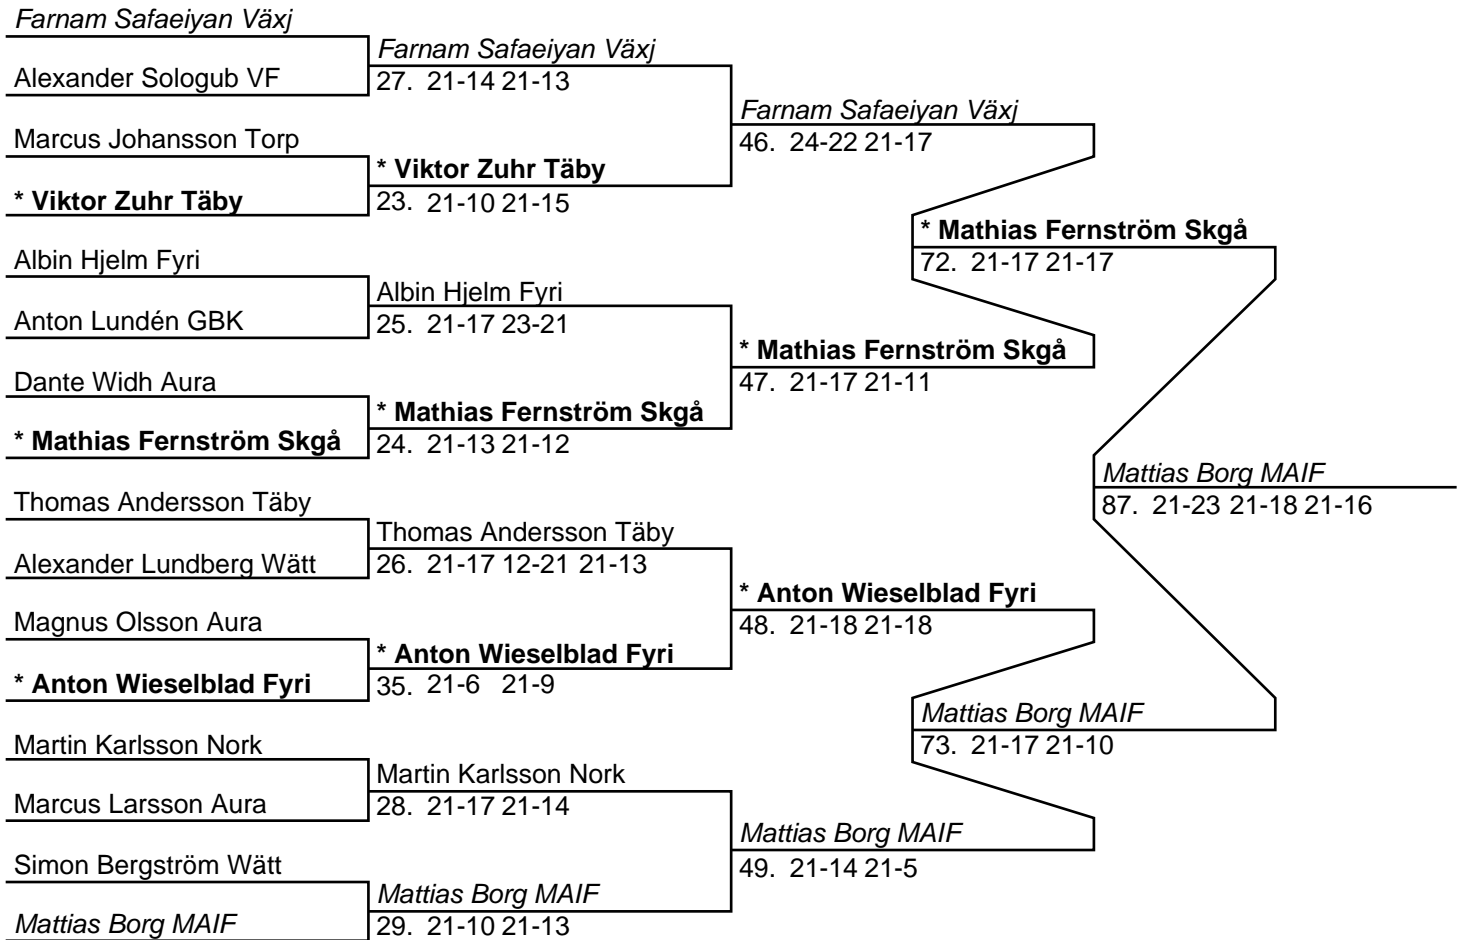 Farnam Safaeiyan Växj
Farnam Safaeiyan Växj
Alexander Sologub VF
27. 21-14 21-13
Farnam Safaeiyan Växj
Marcus Johansson Torp
46. 24-22 21-17
* Viktor Zuhr Täby
* Viktor Zuhr Täby
23. 21-10 21-15
* Mathias Fernström Skgå
Albin Hjelm Fyri
72. 21-17 21-17
Albin Hjelm Fyri
Anton Lundén GBK
25. 21-17 23-21
* Mathias Fernström Skgå
Dante Widh Aura
47. 21-17 21-11
* Mathias Fernström Skgå
* Mathias Fernström Skgå
24. 21-13 21-12
Mattias Borg MAIF
Thomas Andersson Täby
87. 21-23 21-18 21-16
Thomas Andersson Täby
Alexander Lundberg Wätt
26. 21-17 12-21 21-13
* Anton Wieselblad Fyri
Magnus Olsson Aura
48. 21-18 21-18
* Anton Wieselblad Fyri
* Anton Wieselblad Fyri
35. 21-6 21-9
Mattias Borg MAIF
Martin Karlsson Nork
73. 21-17 21-10
Martin Karlsson Nork
Marcus Larsson Aura
28. 21-17 21-14
Mattias Borg MAIF
Simon Bergström Wätt
49. 21-14 21-5
Mattias Borg MAIF
Mattias Borg MAIF
29. 21-10 21-13